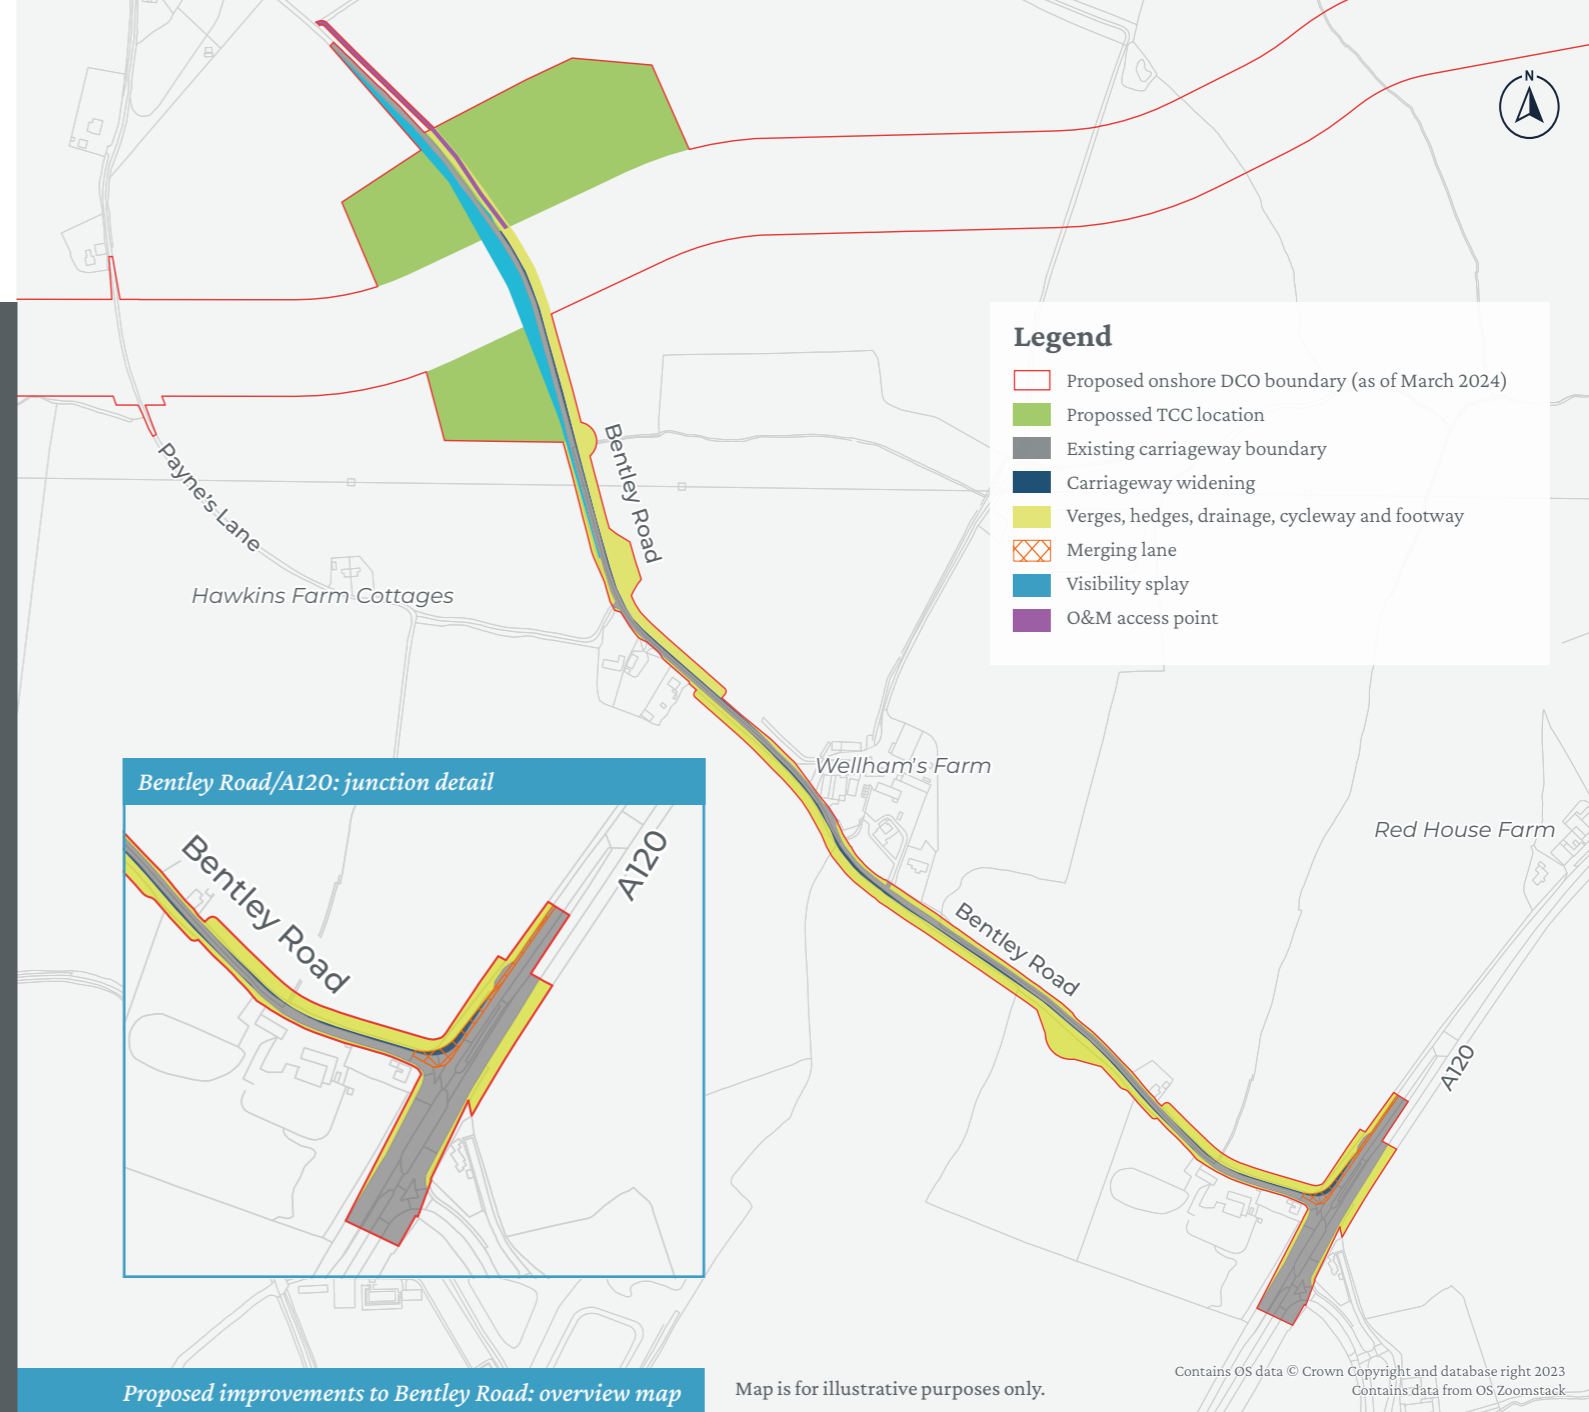 N
Legend
Proposed onshore DCO boundary (as of March 2024)
Propossed TCC location
Existing carriageway boundary
Carriageway widening
Verges, hedges, drainage, cycleway and footway
Merging lane
Visibility splay
O&M access point
Bentley Road
Payne's Lane
Hawkins Farm Cottages
Wellham's Farm
Red House Farm
Bentley Road
A120
Bentley Road/A120: junction detail
Bentley Road
A120
Proposed improvements to Bentley Road: overview map
Map is for illustrative purposes only.
Contains OS data © Crown Copyright and database right 2023
Contains data from OS Zoomstack